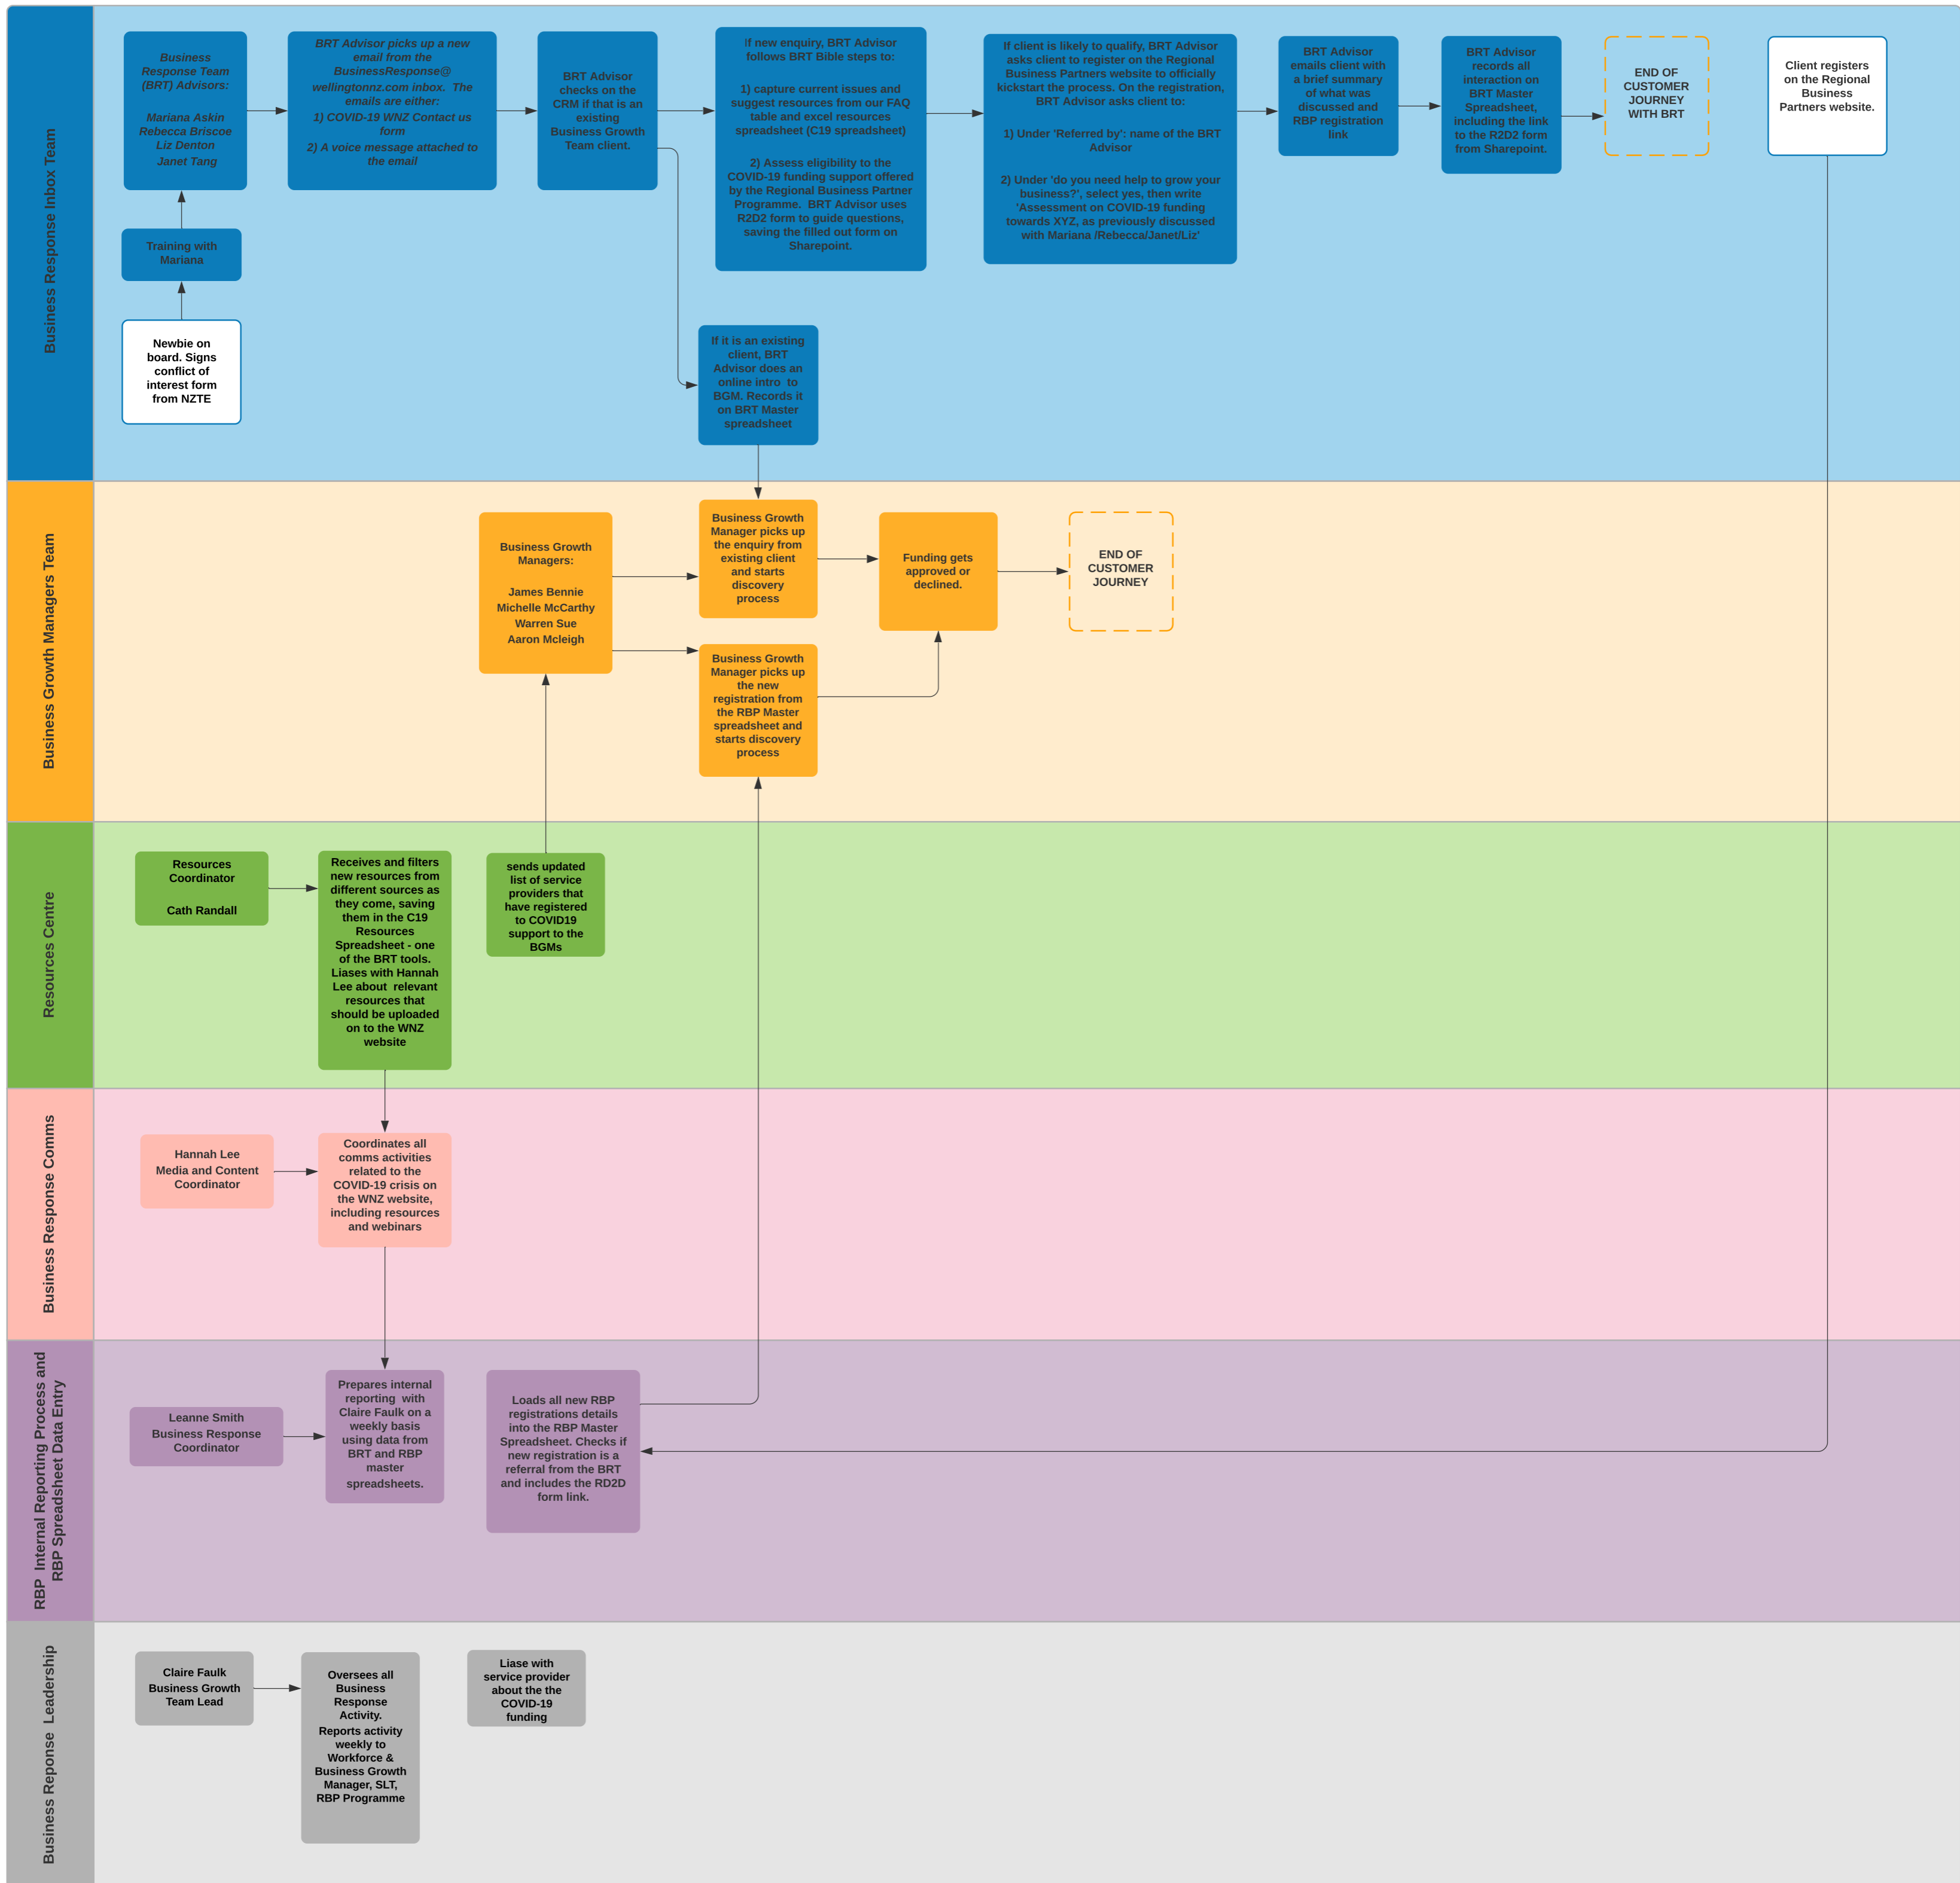 Business Response Inbox Team
Business
Response Team
(BRT) Advisors:
Mariana Askin
Rebecca Briscoe
Liz Denton
Janet Tang
BRT Advisor picks up a new
email from the
BusinessResponse@
wellingtonnz.com inbox.  The
emails are either:
1) COVID-19 WNZ Contact us
form
2) A voice message attached to
the email
BRT Advisor
checks on the
CRM if that is an
existing
Business Growth
Team client.
If new enquiry, BRT Advisor
follows BRT Bible steps to:
1) capture current issues and
suggest resources from our FAQ
table and excel resources
spreadsheet (C19 spreadsheet)
2) Assess eligibility to the
COVID-19 funding support offered
by the Regional Business Partner
Programme.  BRT Advisor uses
R2D2 form to guide questions,
saving the filled out form on
Sharepoint.
If client is likely to qualify, BRT Advisor
asks client to register on the Regional
Business Partners website to officially
kickstart the process. On the registration,
BRT Advisor asks client to:
1) Under 'Referred by': name of the BRT
Advisor
2) Under 'do you need help to grow your
business?', select yes, then write
'Assessment on COVID-19 funding
towards XYZ, as previously discussed
with Mariana /Rebecca/Janet/Liz'
BRT Advisor
emails client with
a brief summary
of what was
discussed and
RBP registration
link
BRT Advisor
records all
interaction on
BRT Master
Spreadsheet,
including the link
to the R2D2 form
from Sharepoint.
END OF
CUSTOMER
JOURNEY
WITH BRT
Client registers
on the Regional
Business
Partners website.
Training with
Mariana
Newbie on
board. Signs
conflict of
interest form
from NZTE
If it is an existing
client, BRT
Advisor does an
online intro  to
BGM. Records it
on BRT Master
spreadsheet
Business Growth Managers Team
Business Growth
Managers:
James Bennie
Michelle McCarthy
Warren Sue
Aaron Mcleigh
Business Growth
Manager picks up
the enquiry from
existing client
and starts
discovery
process
Funding gets
approved or
declined.
END OF
CUSTOMER
JOURNEY
Business Growth
Manager picks up
the new
registration from
the RBP Master
spreadsheet and
starts discovery
process
Resources Centre
Resources
Coordinator
Cath Randall
Receives and filters
new resources from
different sources as
they come, saving
them in the C19
Resources
Spreadsheet - one
of the BRT tools.
Liases with Hannah
Lee about  relevant
resources that
should be uploaded
on to the WNZ
website
sends updated
list of service
providers that
have registered
to COVID19
support to the
BGMs
Business Response Comms
Hannah Lee
Media and Content
Coordinator
Coordinates all
comms activities
related to the
COVID-19 crisis on
the WNZ website,
including resources
and webinars
RBP  Internal Reporting Process and
RBP Spreadsheet Data Entry
Leanne Smith
Business Response
Coordinator
Prepares internal
reporting  with
Claire Faulk on a
weekly basis
using data from
BRT and RBP
master
spreadsheets.
Loads all new RBP
registrations details
into the RBP Master
Spreadsheet. Checks if
new registration is a
referral from the BRT
and includes the RD2D
form link.
Business Reponse  Leadership
Claire Faulk
Business Growth
Team Lead
Oversees all
Business
Response
Activity.
Reports activity
weekly to
Workforce &
Business Growth
Manager, SLT,
RBP Programme
Liase with
service provider
about the the
COVID-19
funding